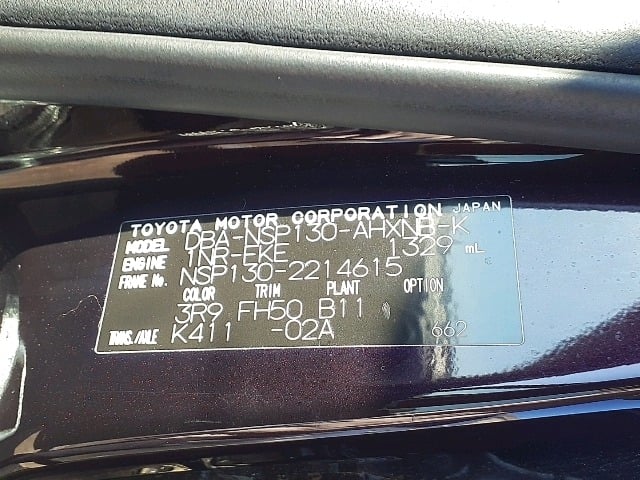 TOYOTA MOTOR CORPORATION JAPAN
MODEL DBA-NSP130-AHXNB-K
ENGINE 1NR-FKE 1329 mL
FRAME No. NSP130-2214615
COLOR TRIM PLANT OPTION
3R9 FH50 B11
TRANS./AXLE K411 -02A 662